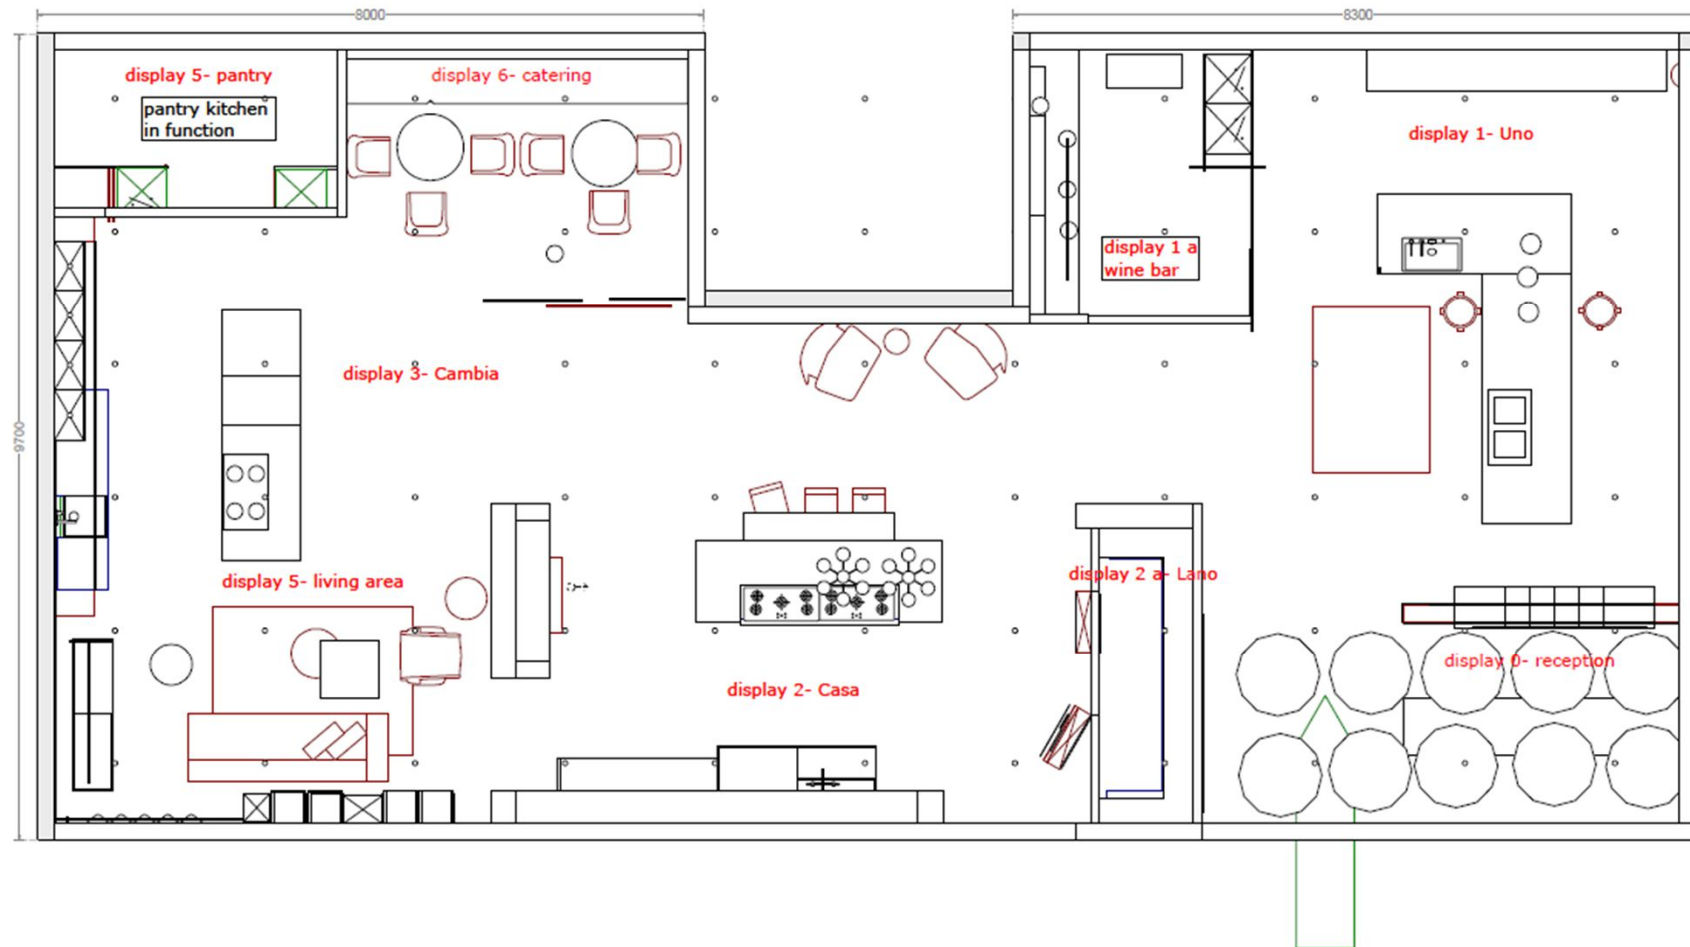 8000
8300
display 5- pantry
pantry kitchen
in function
display 6- catering
display 1- Uno
display 1 a
wine bar
display 3- Cambia
9700
display 5- living area
display 2 a- Lano
display 0- reception
display 2- Casa